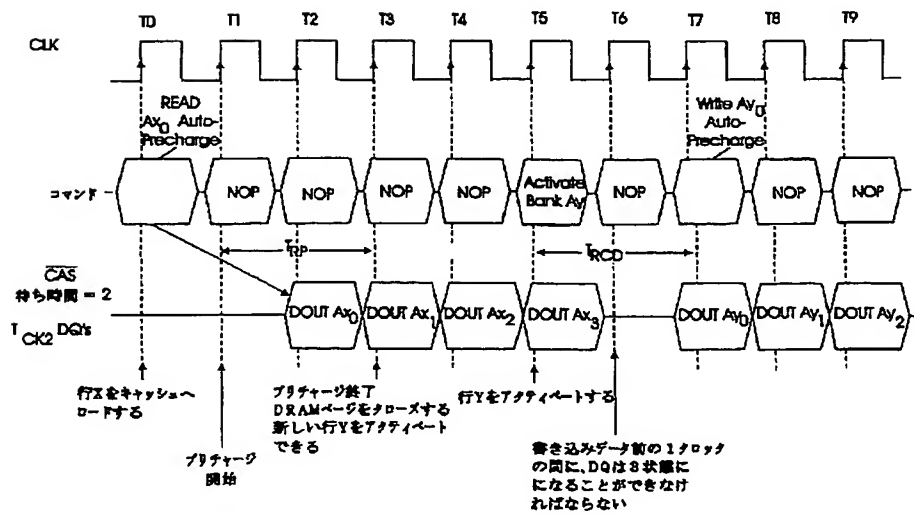 T0 T1 T2 T3 T4 T5 T6 T7 T8 T9
CLK
READ
Ax0 Auto-
Precharge
Write Ay0
Auto-
Precharge
コマンド
NOP NOP NOP NOP Activate Bank Ay NOP NOP NOP
TRP
TRCD
CAS
待ち時間 = 2
TCK2 DQ's
DOUT Ax0 DOUT Ax1 DOUT Ax2 DOUT Ax3 DOUT Ay0 DOUT Ay1 DOUT Ay2
行Xをキャッシュへ
ロードする
プリチャージ
開始
プリチャージ終了
DRAMページをクローズする
新しい行Yをアクティベート
できる
行Yをアクティベートする
書き込みデータ前の1クロック
の間に、DQは3状態に
になることができなけ
ればならない